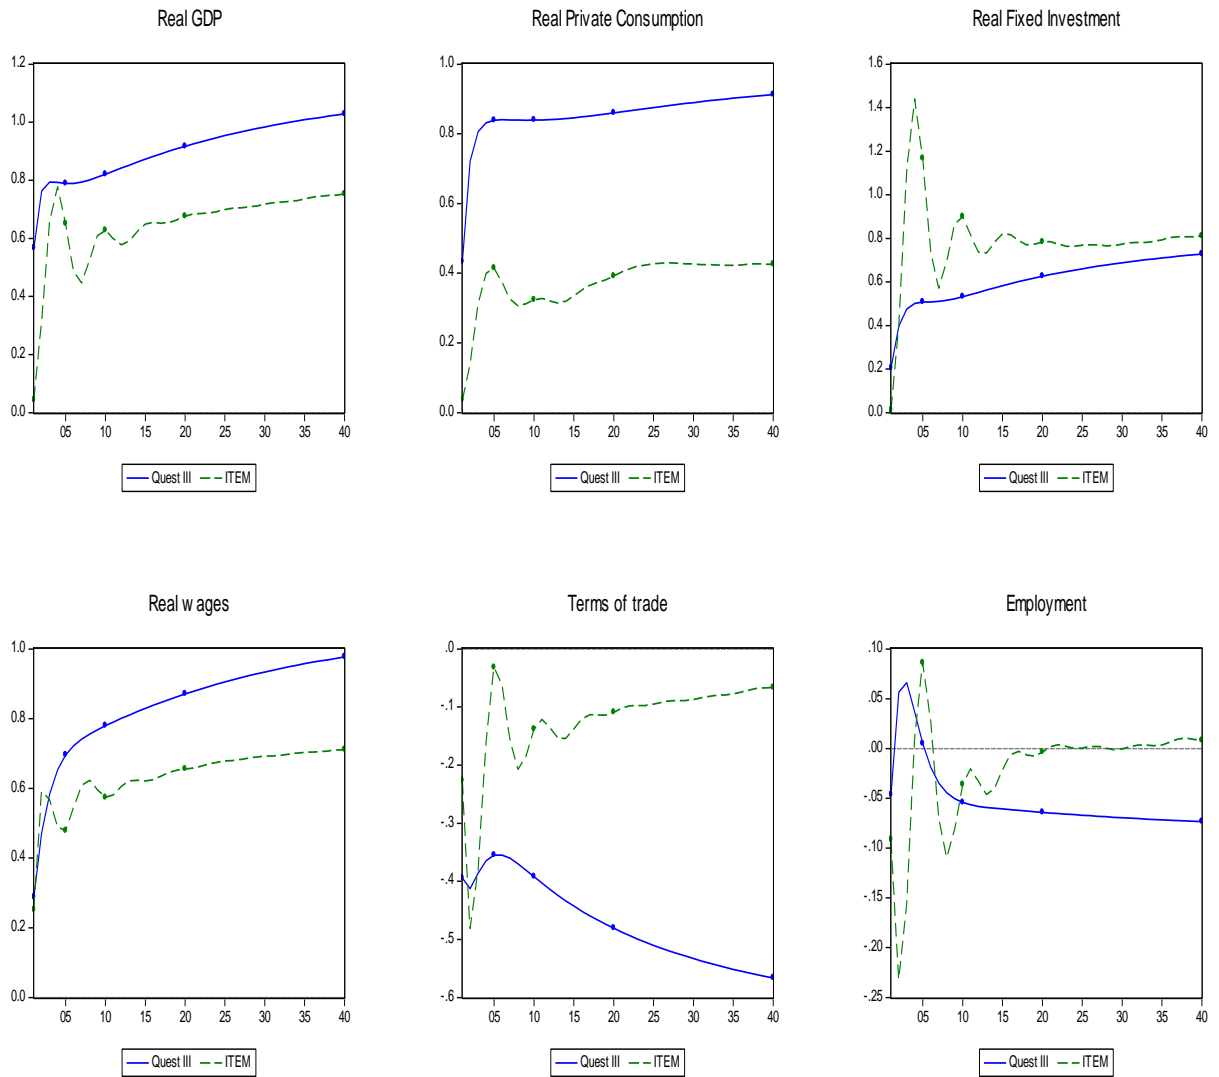 Real GDP
1.2
1.0
0.8
0.6
0.4
0.2
0.0
05 10 15 20 25 30 35 40
Quest III ITEM
Real Private Consumption
1.0
0.8
0.6
0.4
0.2
0.0
05 10 15 20 25 30 35 40
Quest III ITEM
Real Fixed Investment
1.6
1.4
1.2
1.0
0.8
0.6
0.4
0.2
0.0
05 10 15 20 25 30 35 40
Quest III ITEM
Real wages
1.0
0.8
0.6
0.4
0.2
0.0
05 10 15 20 25 30 35 40
Quest III ITEM
Terms of trade
.0
-.1
-.2
-.3
-.4
-.5
-.6
05 10 15 20 25 30 35 40
Quest III ITEM
Employment
.10
.05
.00
-.05
-.10
-.15
-.20
-.25
05 10 15 20 25 30 35 40
Quest III ITEM